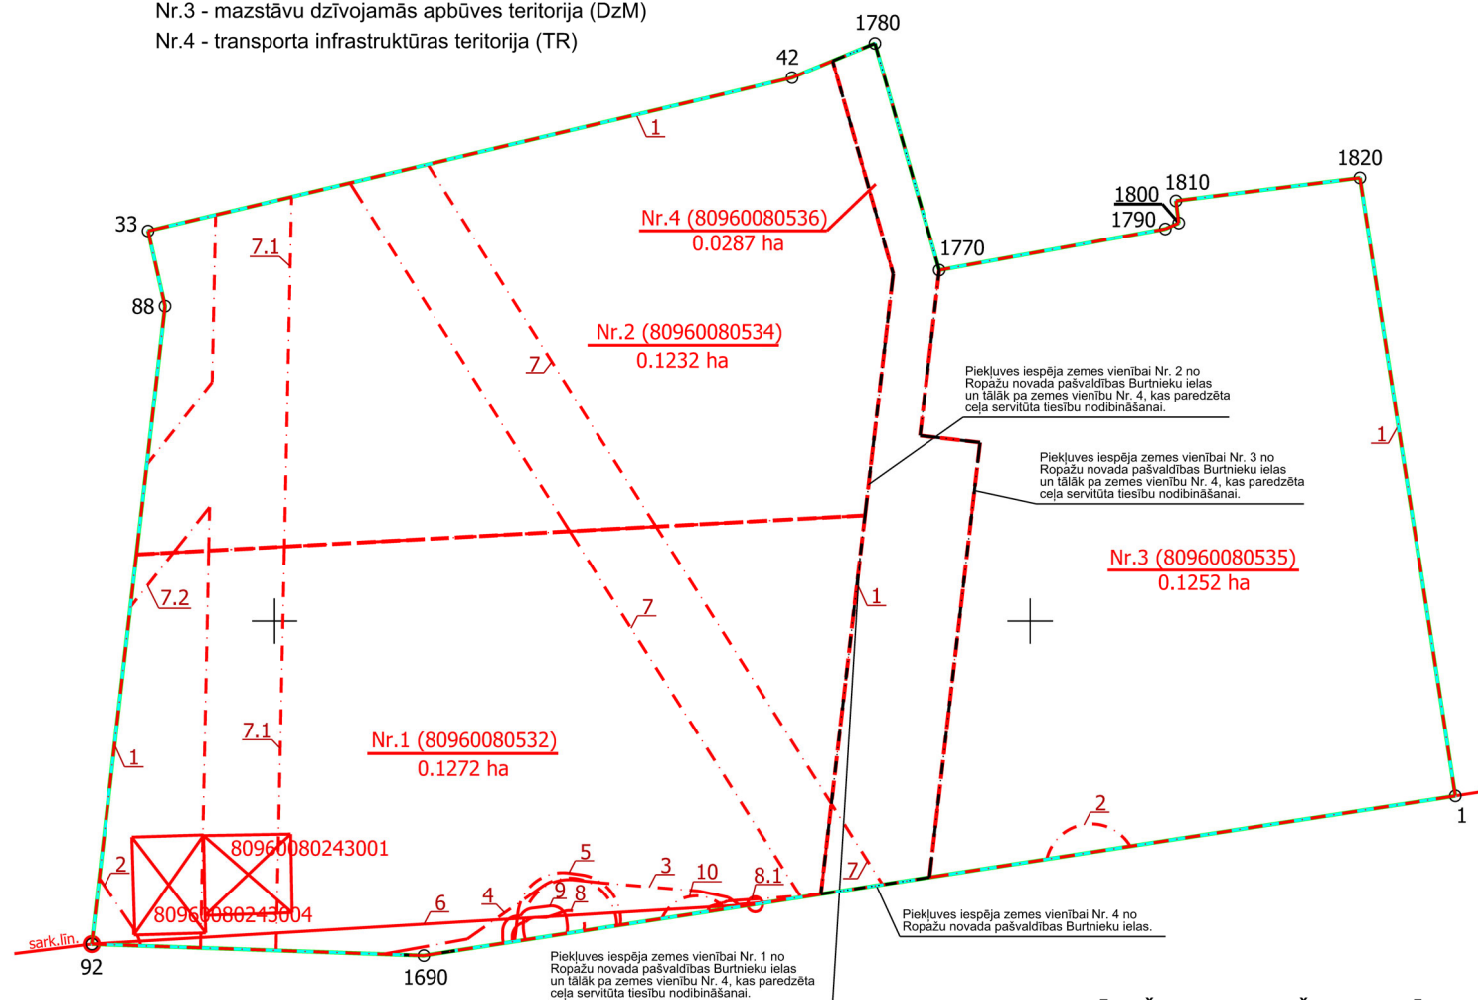 Nr.3 - mazstāvu dzīvojamās apbūves teritorija (DzM)
Nr.4 - transporta infrastruktūras teritorija (TR)
1780
42
1
1820
1810
1800
1790
33
7.1
Nr.4 (80960080536)
0.0287 ha
1770
88
Nr.2 (80960080534)
0.1232 ha
7
Piekļuves iespēja zemes vienībai Nr. 2 no
Ropažu novada pašvaldības Burtnieku ielas
un tālāk pa zemes vienību Nr. 4, kas paredzēta
ceļa servitūta tiesību nodibināšanai.
1
Piekļuves iespēja zemes vienībai Nr. 3 no
Ropažu novada pašvaldības Burtnieku ielas
un tālāk pa zemes vienību Nr. 4, kas paredzēta
ceļa servitūta tiesību nodibināšanai.
Nr.3 (80960080535)
0.1252 ha
7.2
7
1
7.1
Nr.1 (80960080532)
0.1272 ha
1
2
1
80960080243001
2
5
3
10
8.1
7
4
9
8
6
80960080243004
sark.līn.
92
1690
Piekļuves iespēja zemes vienībai Nr. 4 no
Ropažu novada pašvaldības Burtnieku ielas.
Piekļuves iespēja zemes vienībai Nr. 1 no
Ropažu novada pašvaldības Burtnieku ielas
un tālāk pa zemes vienību Nr. 4, kas paredzēta
ceļa servitūta tiesību nodibināšanai.